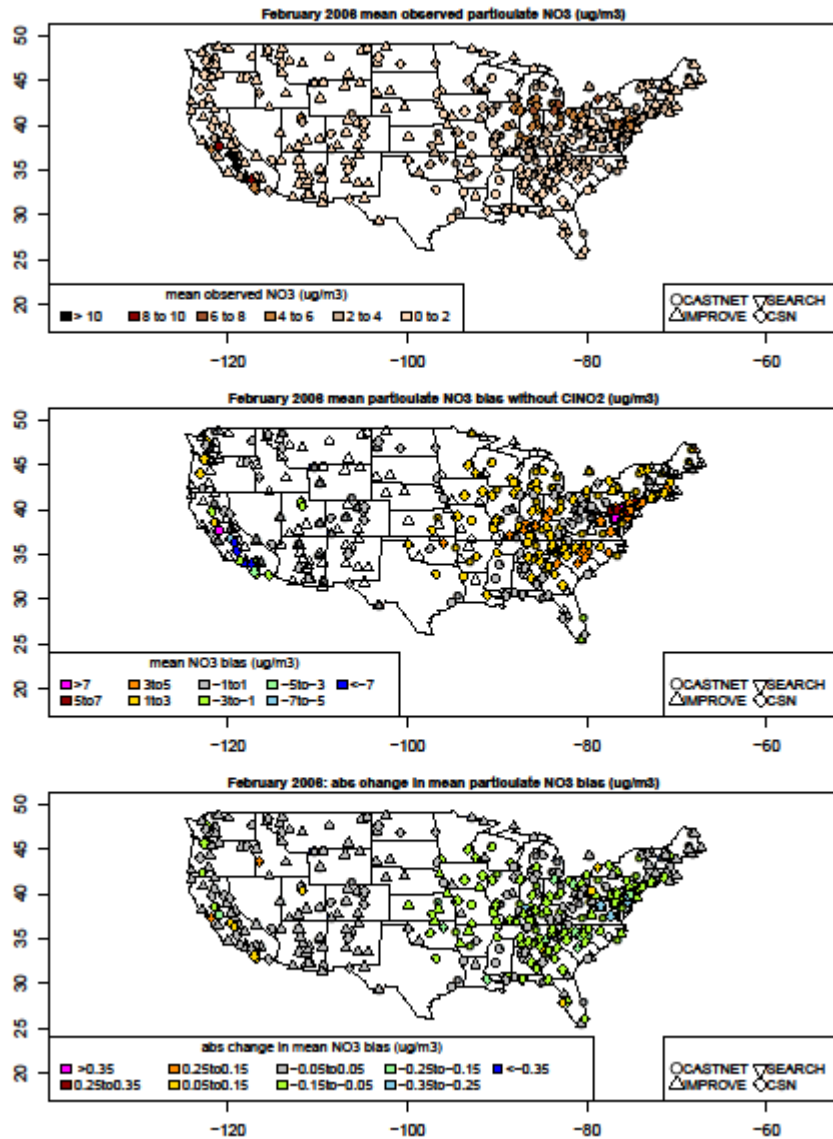 February 2006 mean observed particulate NO3 (ug/m3)
50
45
40
35
30
25
20
mean observed NO3 (ug/m3)
> 10 8 to 10 6 to 8 4 to 6 2 to 4 0 to 2
CASTNET SEARCH
IMPROVE CSN
−120 −100 −80 −60
February 2006 mean particulate NO3 bias without ClNO2 (ug/m3)
50
45
40
35
30
25
20
mean NO3 bias (ug/m3)
>7 3to5 −1to1 −5to−3 <−7
5to7 1to3 −3to−1 −7to−5
CASTNET SEARCH
IMPROVE CSN
−120 −100 −80 −60
February 2006: abs change in mean particulate NO3 bias (ug/m3)
50
45
40
35
30
25
20
abs change in mean NO3 bias (ug/m3)
>0.35 0.25to0.15 −0.05to0.05 −0.25to−0.15 <−0.35
0.25to0.35 0.05to0.15 −0.15to−0.05 −0.35to−0.25
CASTNET SEARCH
IMPROVE CSN
−120 −100 −80 −60